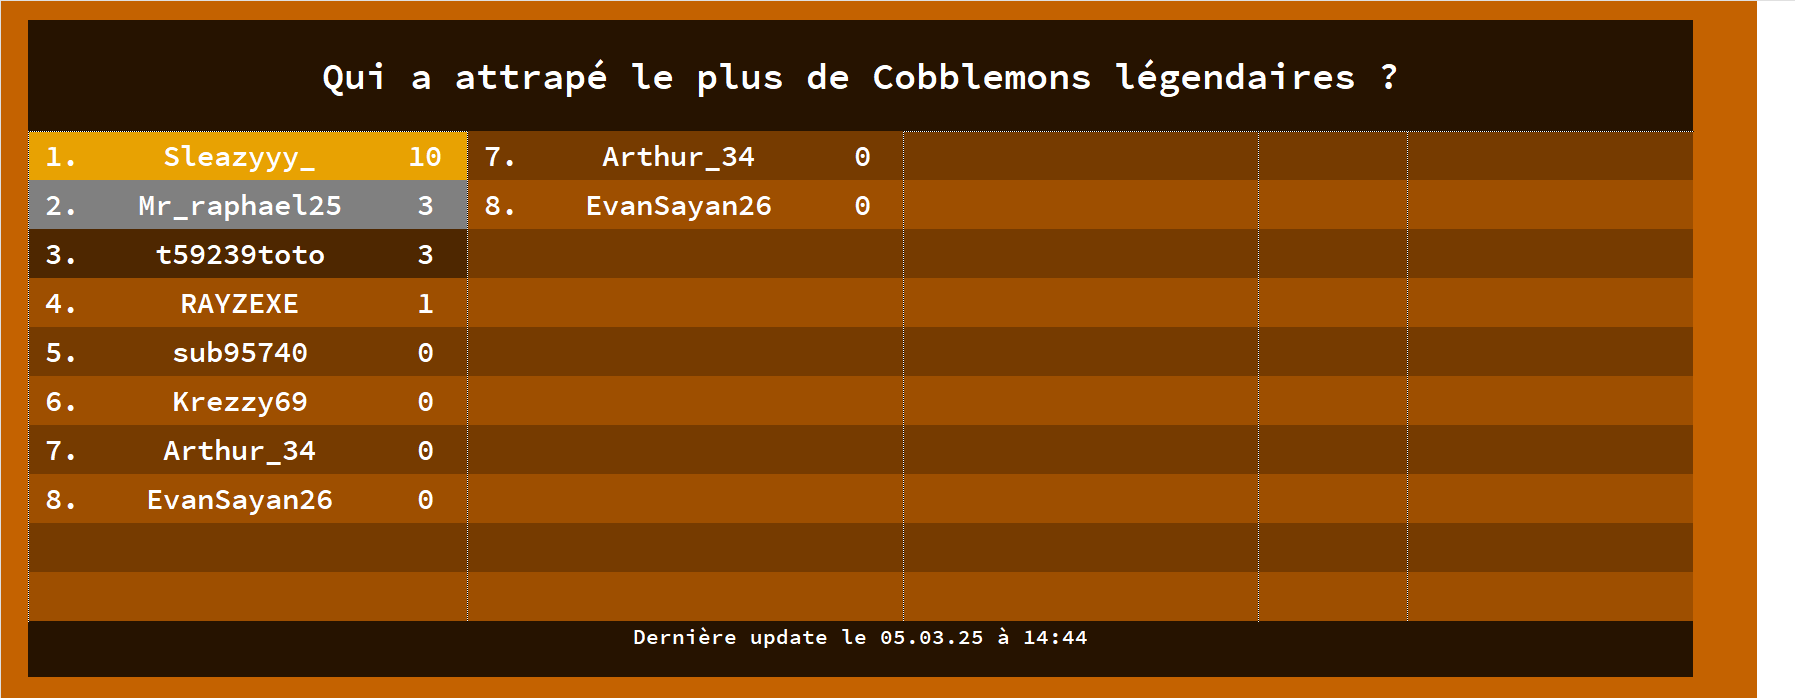 Qui a attrapé le plus de Cobblemons légendaires ?
1. Sleazyyy_ 10 7. Arthur_34 0
2. Mr_raphael25 3 8. EvanSayan26 0
3. t59239toto 3
4. RAYZEXE 1
5. sub95740 0
6. Krezzy69 0
7. Arthur_34 0
8. EvanSayan26 0
Dernière update le 05.03.25 à 14:44